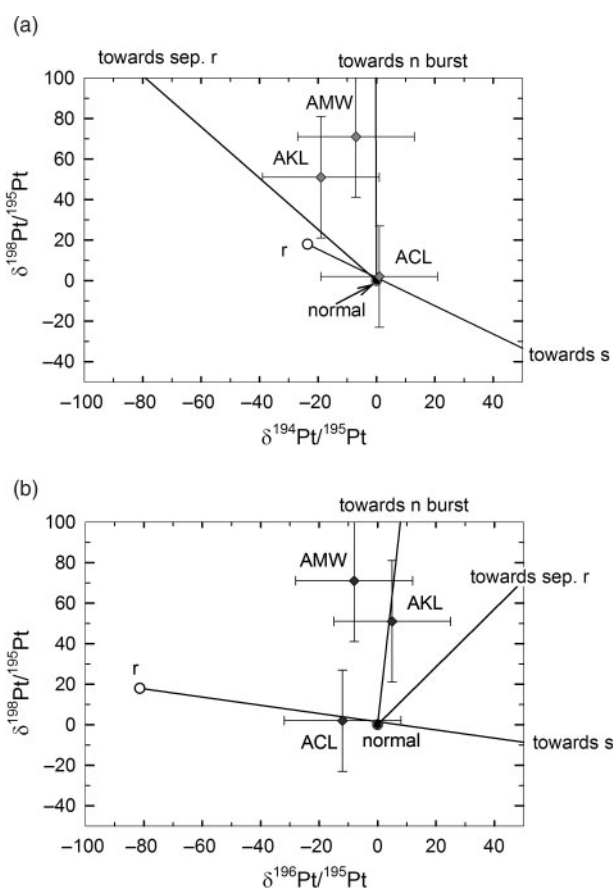 (a)
towards sep. r
towards n burst
100
80
60
40
20
0
−20
−40
AMW
AKL
ACL
r
normal
towards s
δ¹⁹⁸Pt/¹⁹⁵Pt
−100 −80 −60 −40 −20 0 20 40
δ¹⁹⁴Pt/¹⁹⁵Pt
(b)
towards n burst
100
80
60
40
20
0
−20
−40
AMW
towards sep. r
AKL
r
ACL
normal
towards s
δ¹⁹⁸Pt/¹⁹⁵Pt
−100 −80 −60 −40 −20 0 20 40
δ¹⁹⁶Pt/¹⁹⁵Pt